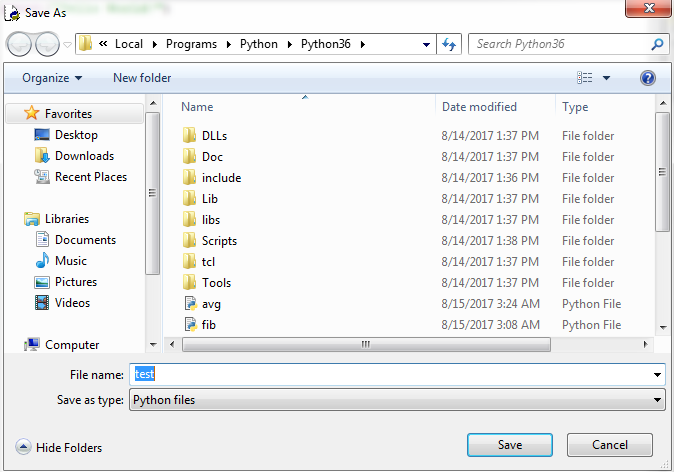 Save As
Local Programs Python Python36
Search Python36
Organize New folder
Name Date modified Type
Favorites
Desktop
Downloads
Recent Places
Libraries
Documents
Music
Pictures
Videos
Computer
DLLs 8/14/2017 1:37 PM File folder
Doc 8/14/2017 1:37 PM File folder
include 8/14/2017 1:36 PM File folder
Lib 8/14/2017 1:37 PM File folder
libs 8/14/2017 1:37 PM File folder
Scripts 8/14/2017 1:38 PM File folder
tcl 8/14/2017 1:37 PM File folder
Tools 8/14/2017 1:37 PM File folder
avg 8/15/2017 3:24 AM Python File
fib 8/15/2017 3:08 AM Python File
File name: test
Save as type: Python files
Hide Folders
Save Cancel